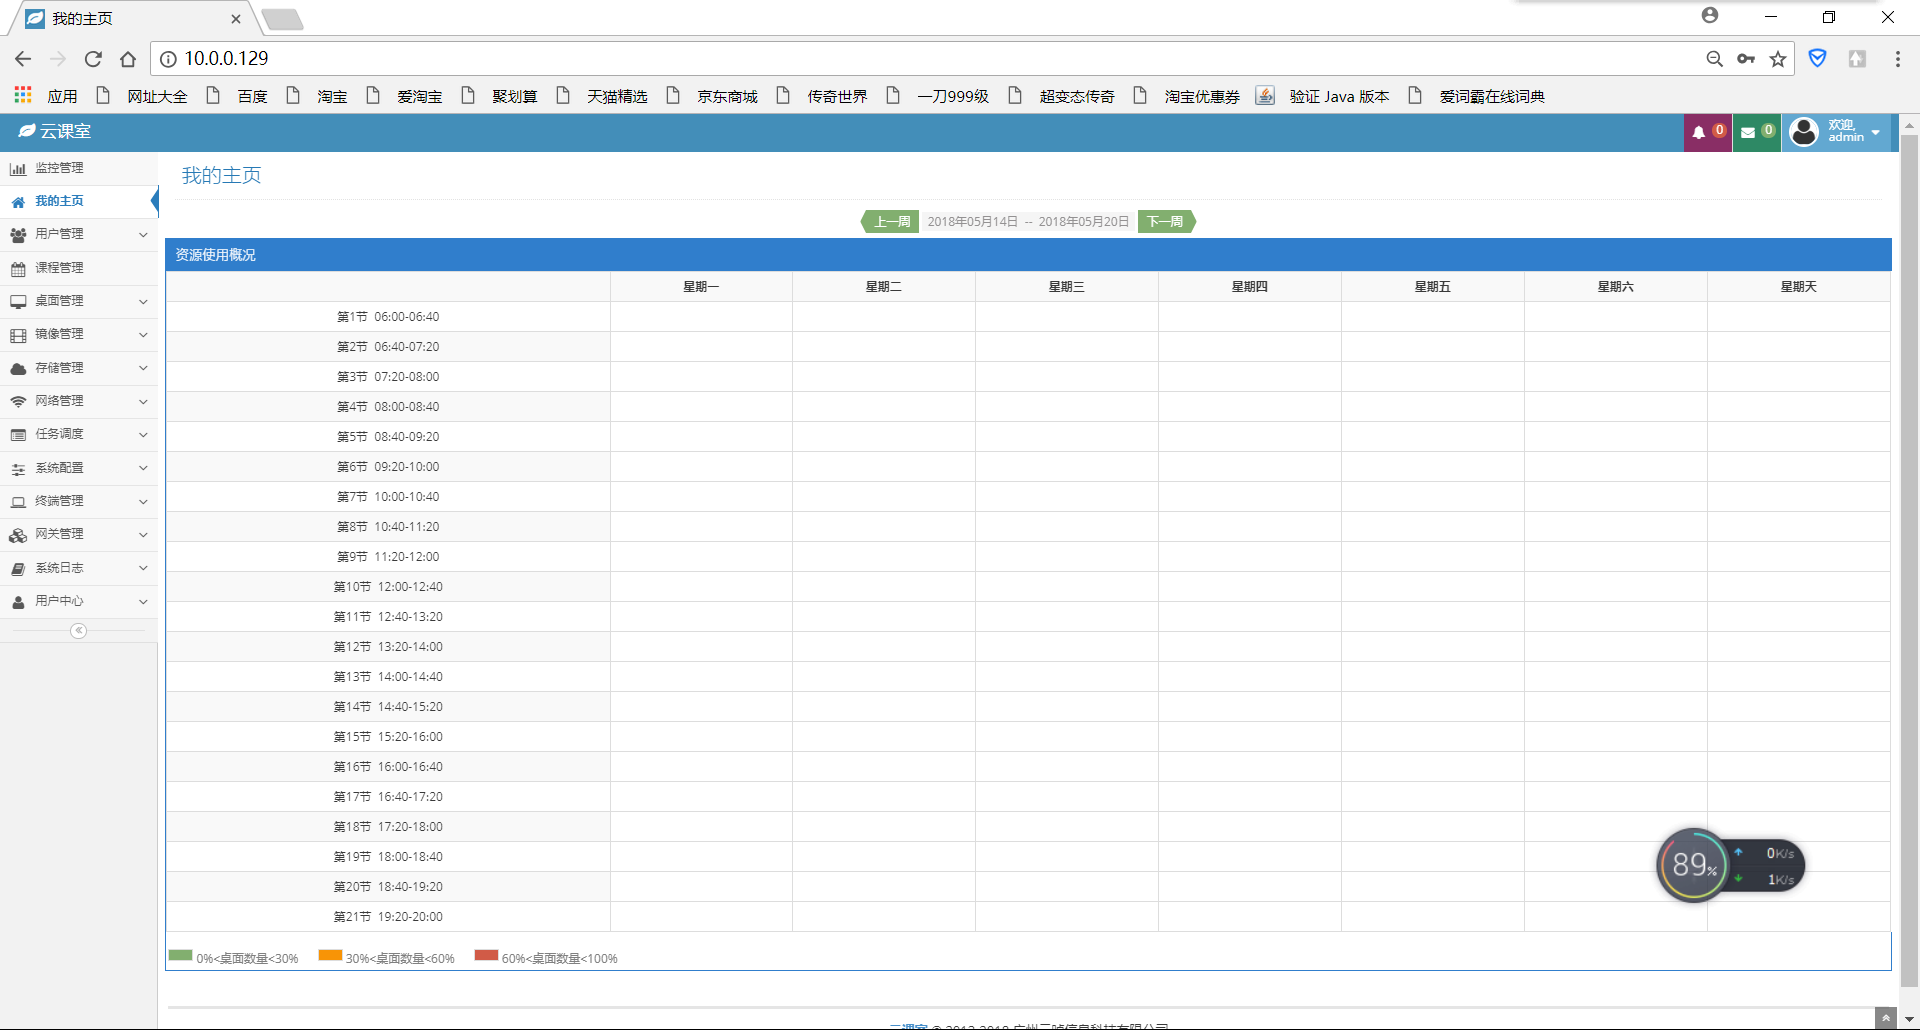 我的主页
10.0.0.129
应用 网址大全 百度 淘宝 爱淘宝 聚划算 天猫精选 京东商城 传奇世界 一刀999级 超变态传奇 淘宝优惠券 验证 Java 版本 爱词霸在线词典
云课室 0 0 欢迎, admin
监控管理
我的主页
用户管理
课程管理
桌面管理
镜像管理
存储管理
网络管理
任务调度
系统配置
终端管理
网关管理
系统日志
用户中心
我的主页
上一周 2018年05月14日 -- 2018年05月20日 下一周
资源使用概况
星期一 星期二 星期三 星期四 星期五 星期六 星期天
第1节 06:00-06:40
第2节 06:40-07:20
第3节 07:20-08:00
第4节 08:00-08:40
第5节 08:40-09:20
第6节 09:20-10:00
第7节 10:00-10:40
第8节 10:40-11:20
第9节 11:20-12:00
第10节 12:00-12:40
第11节 12:40-13:20
第12节 13:20-14:00
第13节 14:00-14:40
第14节 14:40-15:20
第15节 15:20-16:00
第16节 16:00-16:40
第17节 16:40-17:20
第18节 17:20-18:00
第19节 18:00-18:40
第20节 18:40-19:20
第21节 19:20-20:00
89% 0K/s
1K/s
0%<桌面数量<30% 30%<桌面数量<60% 60%<桌面数量<100%
云课室 © 2013-2018